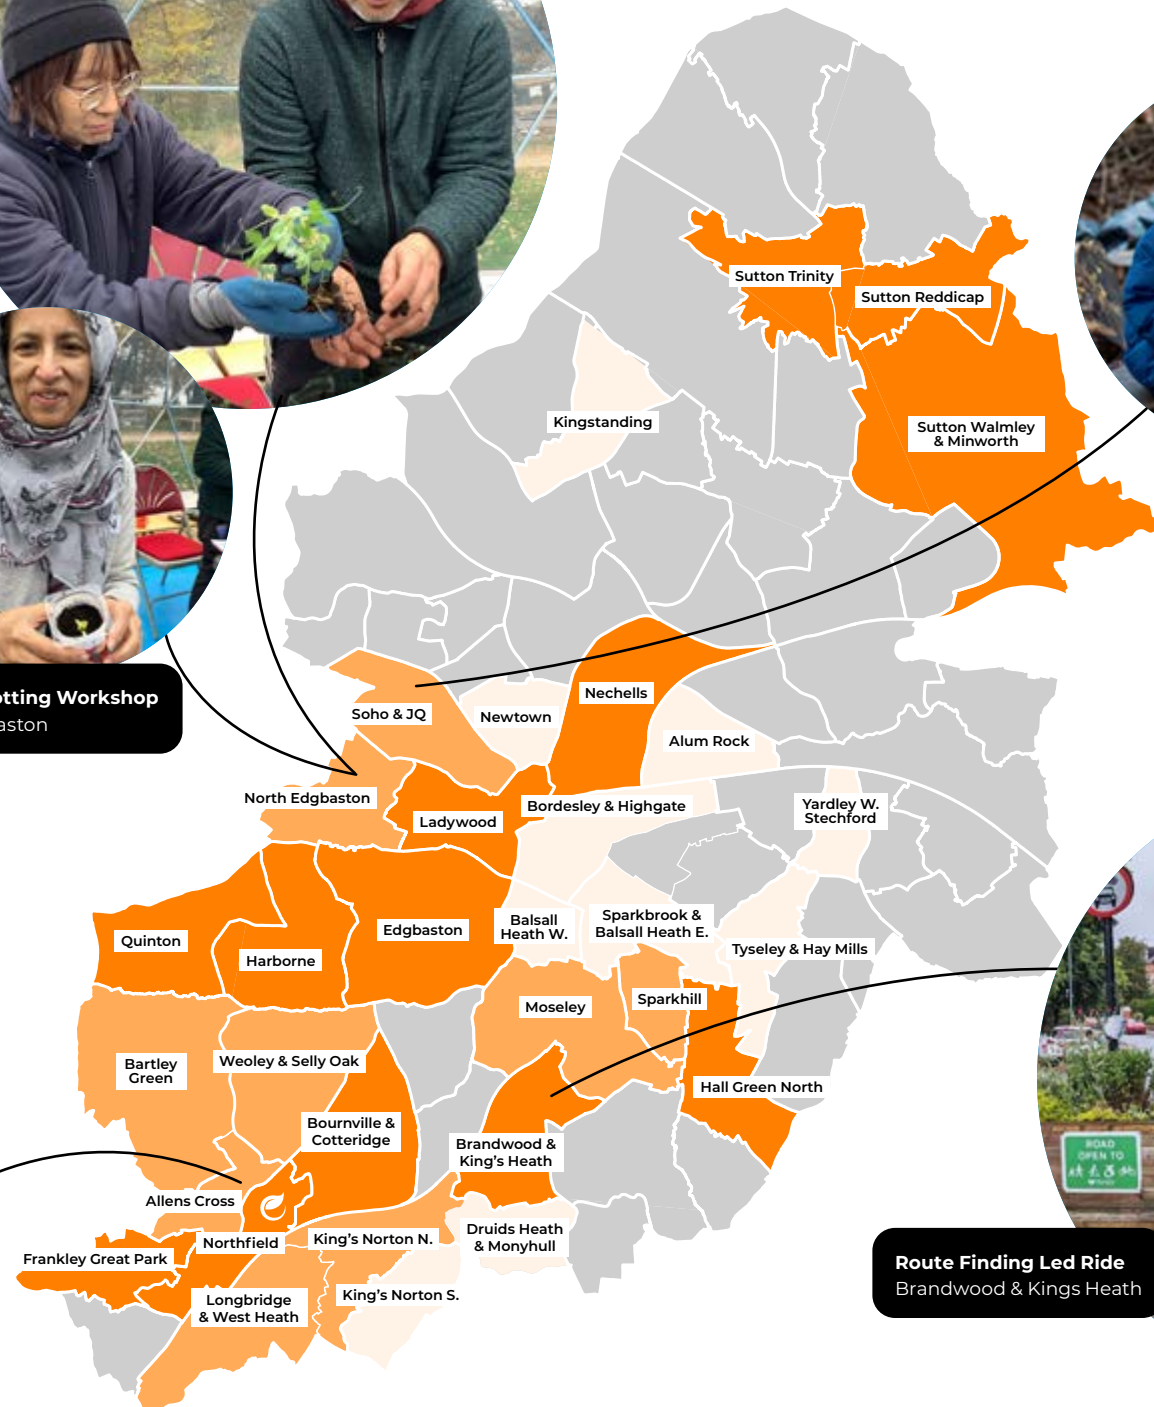 Sutton Trinity
Sutton Reddicap
Kingstanding
Sutton Walmley
& Minworth
otting Workshop
aston
Nechells
Soho & JQ
Newtown
Alum Rock
North Edgbaston
Bordesley & Highgate
Yardley W.
Stechford
Ladywood
Quinton
Harborne
Edgbaston
Balsall
Heath W.
Sparkbrook &
Balsall Heath E.
Tyseley & Hay Mills
Moseley
Sparkhill
Bartley
Green
Weoley & Selly Oak
Hall Green North
Bournville &
Cotteridge
Brandwood &
King's Heath
ROAD
OPEN TO
Allens Cross
Northfield
King's Norton N.
Druids Heath
& Monyhull
Frankley Great Park
Longbridge
& West Heath
King's Norton S.
Route Finding Led Ride
Brandwood & Kings Heath